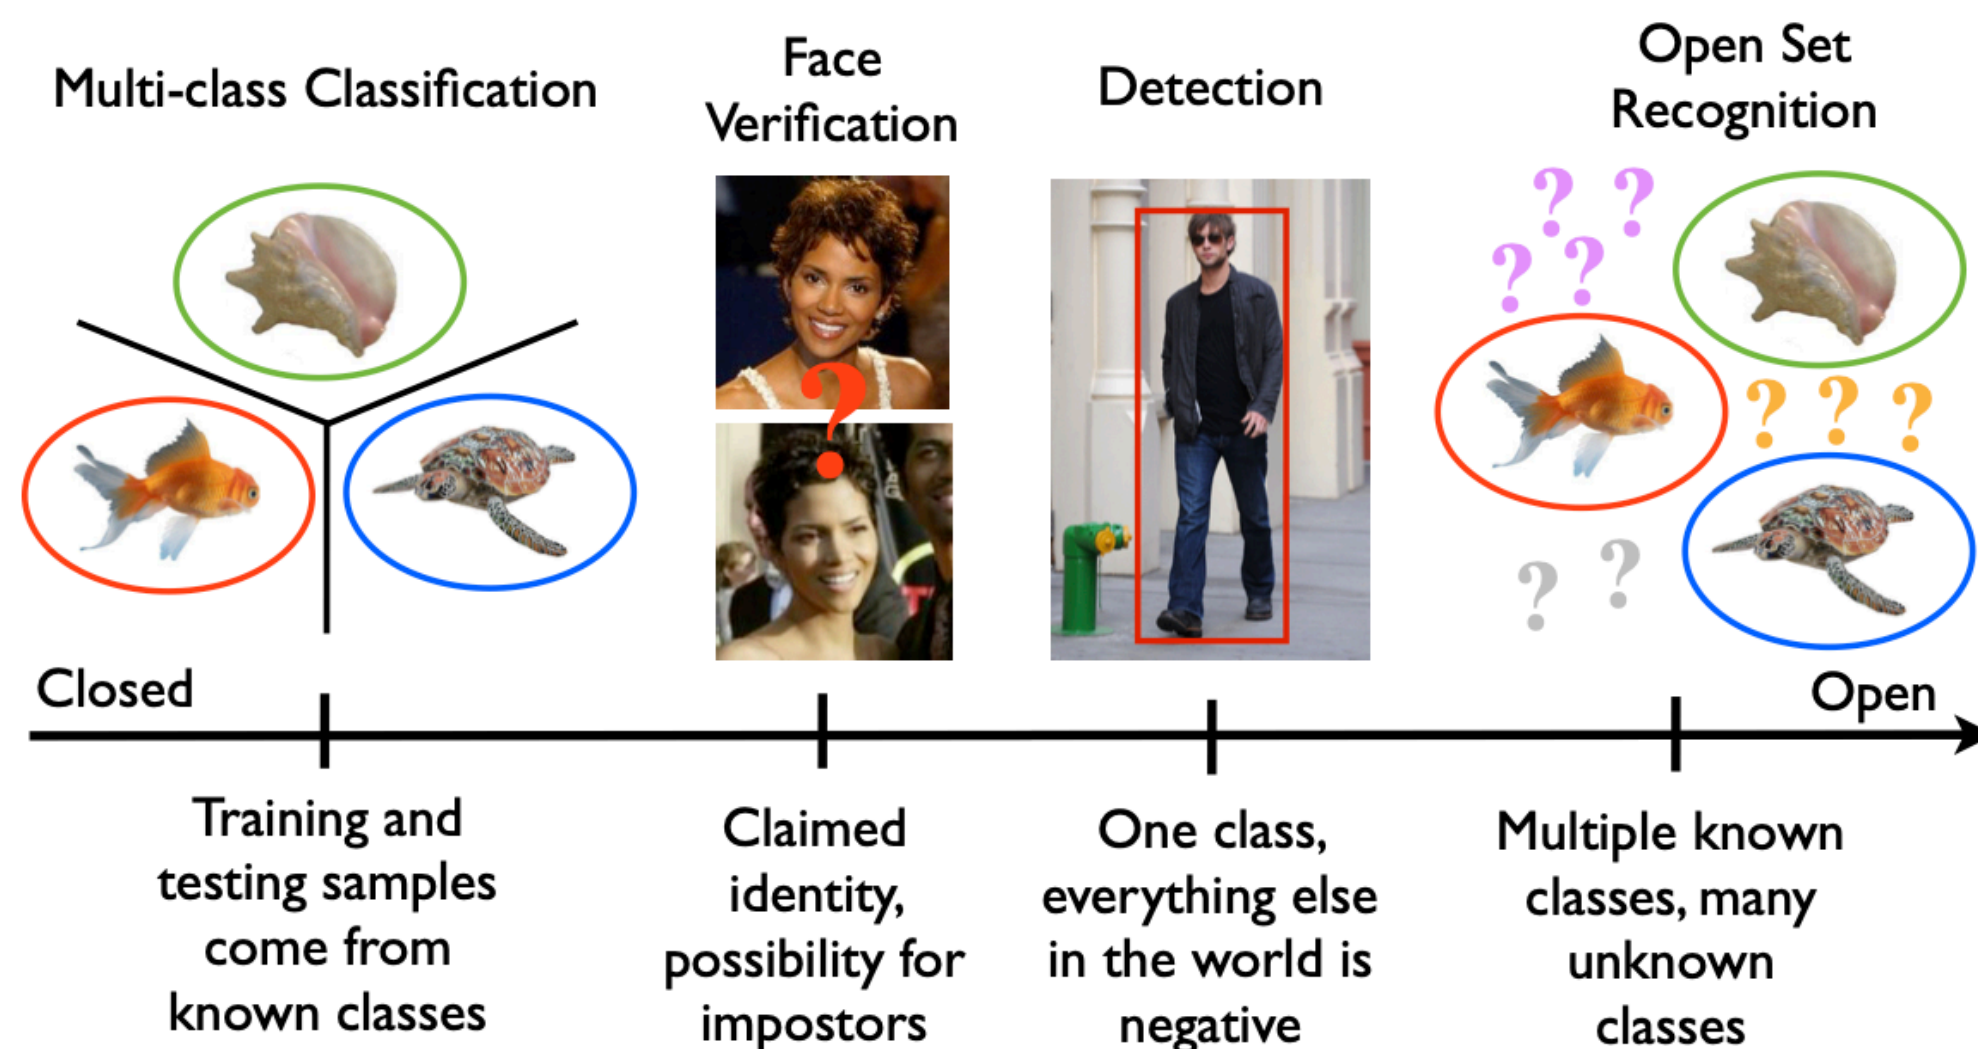 Multi-class Classification
Face
Verification
Detection
Open Set
Recognition
? ?
? ?
?
? ? ?
? ?
Closed
Open
Training and
testing samples
come from
known classes
Claimed
identity,
possibility for
impostors
One class,
everything else
in the world is
negative
Multiple known
classes, many
unknown
classes